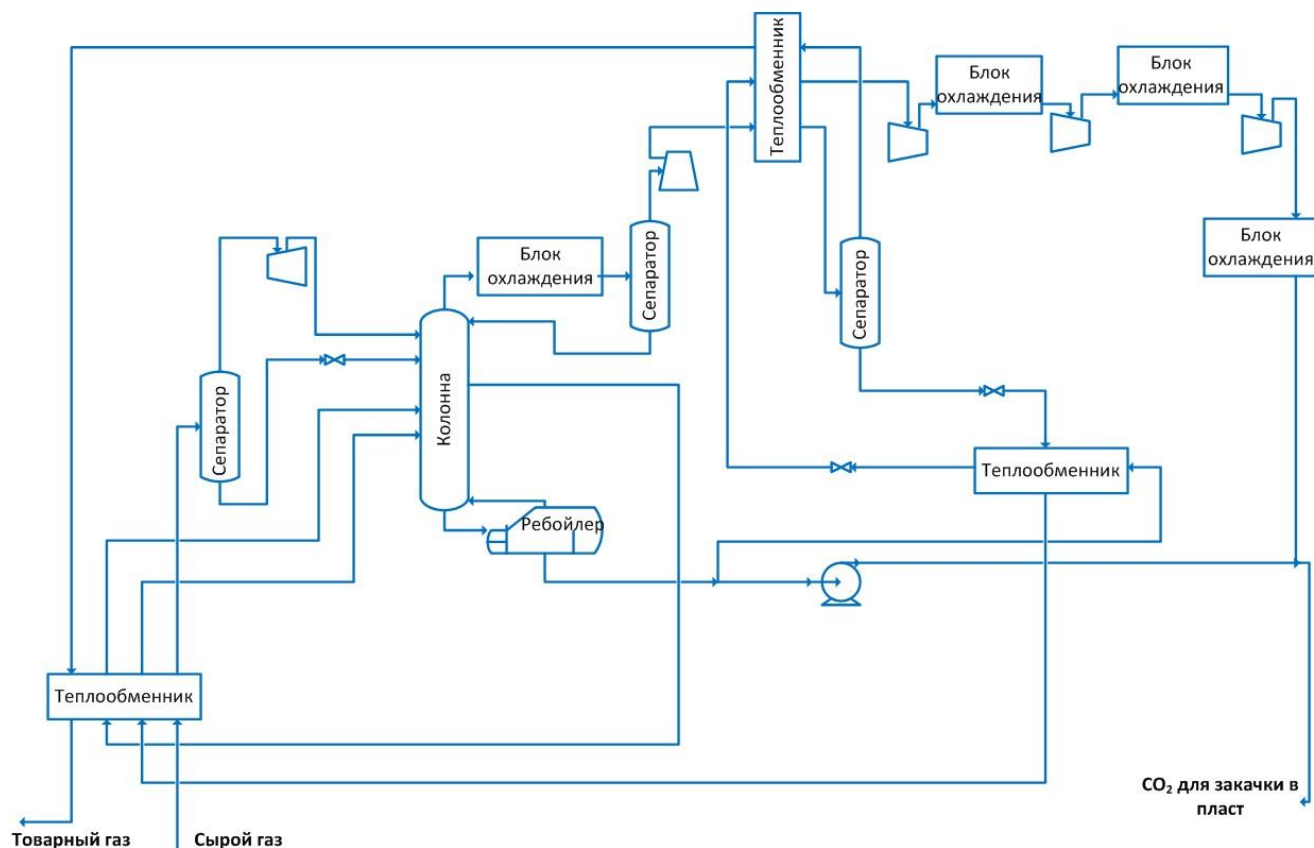 Теплообменник
Блок
охлаждения
Блок
охлаждения
Блок
охлаждения
Сепаратор
Сепаратор
Блок
охлаждения
Сепаратор
Колонна
Теплообменник
Ребойлер
Теплообменник
CO₂ для закачки в
пласт
Товарный газ
Сырой газ